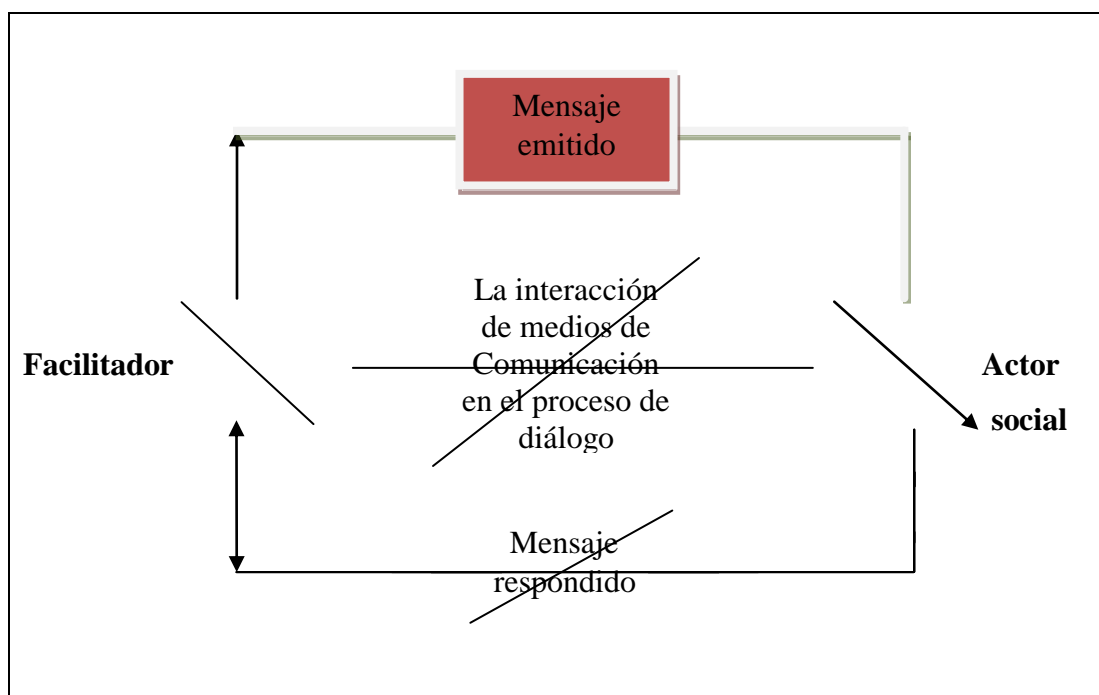 Mensaje
emitido
La interacción
de medios de
Comunicación
en el proceso de
diálogo
Facilitador
Actor
social
Mensaje
respondido